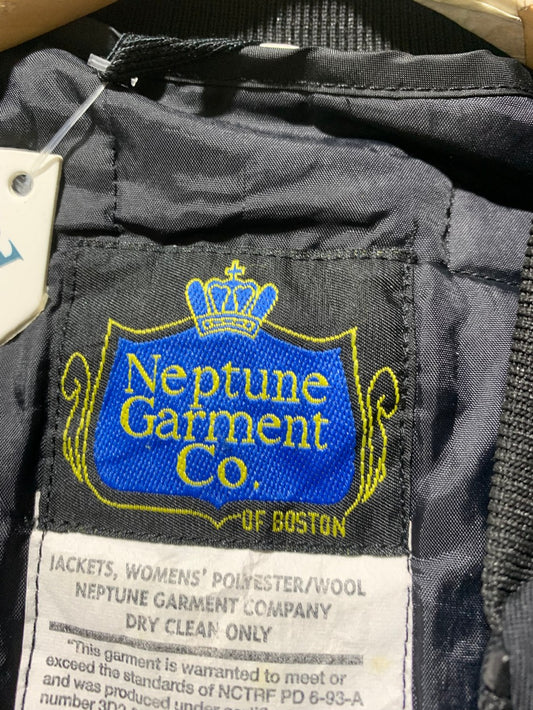 Neptune
Garment
Co.
OF BOSTON
JACKETS, WOMENS' POLYESTER/WOOL
NEPTUNE GARMENT COMPANY
DRY CLEAN ONLY
"This garment is warranted to meet or
exceed the standards of NCTRF PD 6-93-A
and was produced under
number